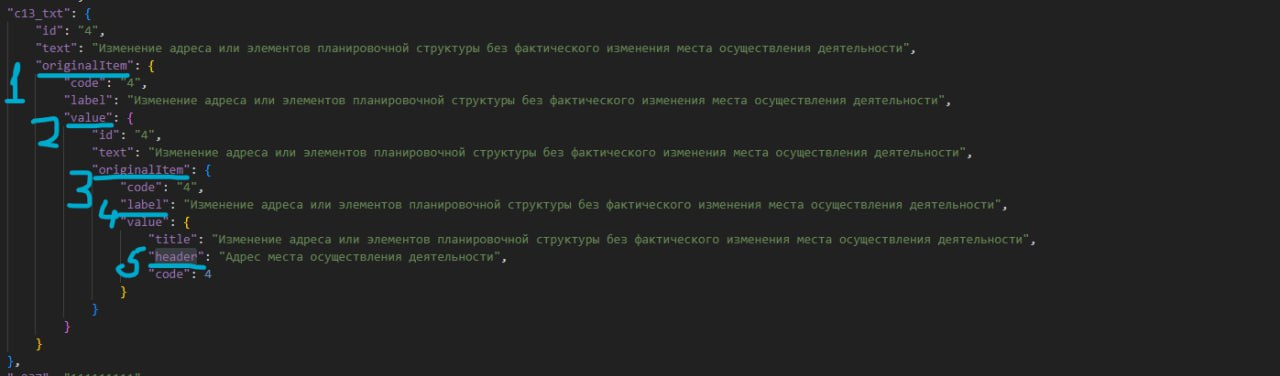 "c13_txt": {
"id": "4",
"text": "Изменение адреса или элементов планировочной структуры без фактического изменения места осуществления деятельности",
1 "originalItem": {
"code": "4",
"label": "Изменение адреса или элементов планировочной структуры без фактического изменения места осуществления деятельности",
2 "value": {
"id": "4",
"text": "Изменение адреса или элементов планировочной структуры без фактического изменения места осуществления деятельности",
3 "originalItem": {
"code": "4",
4 "label": "Изменение адреса или элементов планировочной структуры без фактического изменения места осуществления деятельности",
"value": {
"title": "Изменение адреса или элементов планировочной структуры без фактического изменения места осуществления деятельности",
5 "header": "Адрес места осуществления деятельности",
"code": 4
}
}
}
}
},